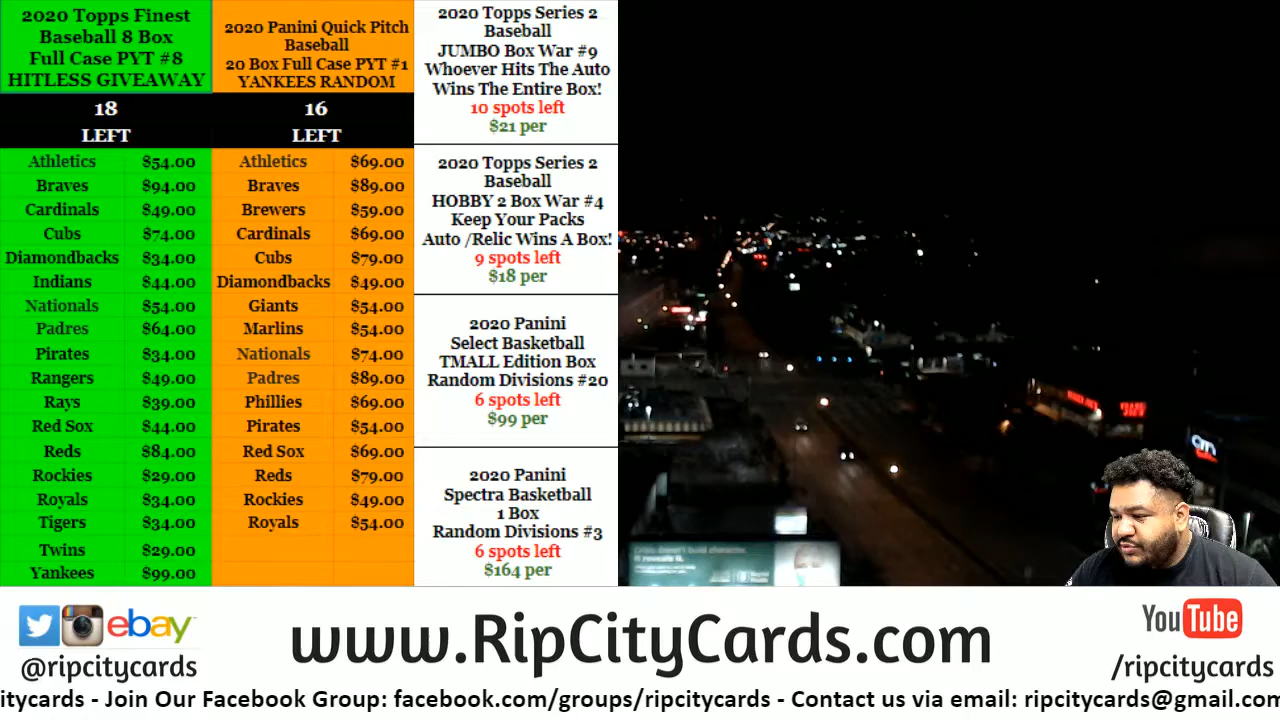 2020 Topps Finest
Baseball 8 Box
Full Case PYT #8
HITLESS GIVEAWAY
18
LEFT
Athletics $54.00
Braves $94.00
Cardinals $49.00
Cubs $74.00
Diamondbacks $34.00
Indians $44.00
Nationals $54.00
Padres $64.00
Pirates $34.00
Rangers $49.00
Rays $39.00
Red Sox $44.00
Reds $84.00
Rockies $29.00
Royals $34.00
Tigers $34.00
Twins $29.00
Yankees $99.00
2020 Panini Quick Pitch
Baseball
20 Box Full Case PYT #1
YANKEES RANDOM
16
LEFT
Athletics $69.00
Braves $89.00
Brewers $59.00
Cardinals $69.00
Cubs $79.00
Diamondbacks $49.00
Giants $54.00
Marlins $54.00
Nationals $74.00
Padres $89.00
Phillies $69.00
Pirates $54.00
Red Sox $69.00
Reds $79.00
Rockies $49.00
Royals $54.00
2020 Topps Series 2
Baseball
JUMBO Box War #9
Whoever Hits The Auto
Wins The Entire Box!
10 spots left
$21 per
2020 Topps Series 2
Baseball
HOBBY 2 Box War #4
Keep Your Packs
Auto /Relic Wins A Box!
9 spots left
$18 per
2020 Panini
Select Basketball
TMALL Edition Box
Random Divisions #20
6 spots left
$99 per
2020 Panini
Spectra Basketball
1 Box
Random Divisions #3
6 spots left
$164 per
ebay
@ripcitycards
www.RipCityCards.com
YouTube
/ripcitycards
citycards - Join Our Facebook Group: facebook.com/groups/ripcitycards - Contact us via email: ripcitycards@gmail.com